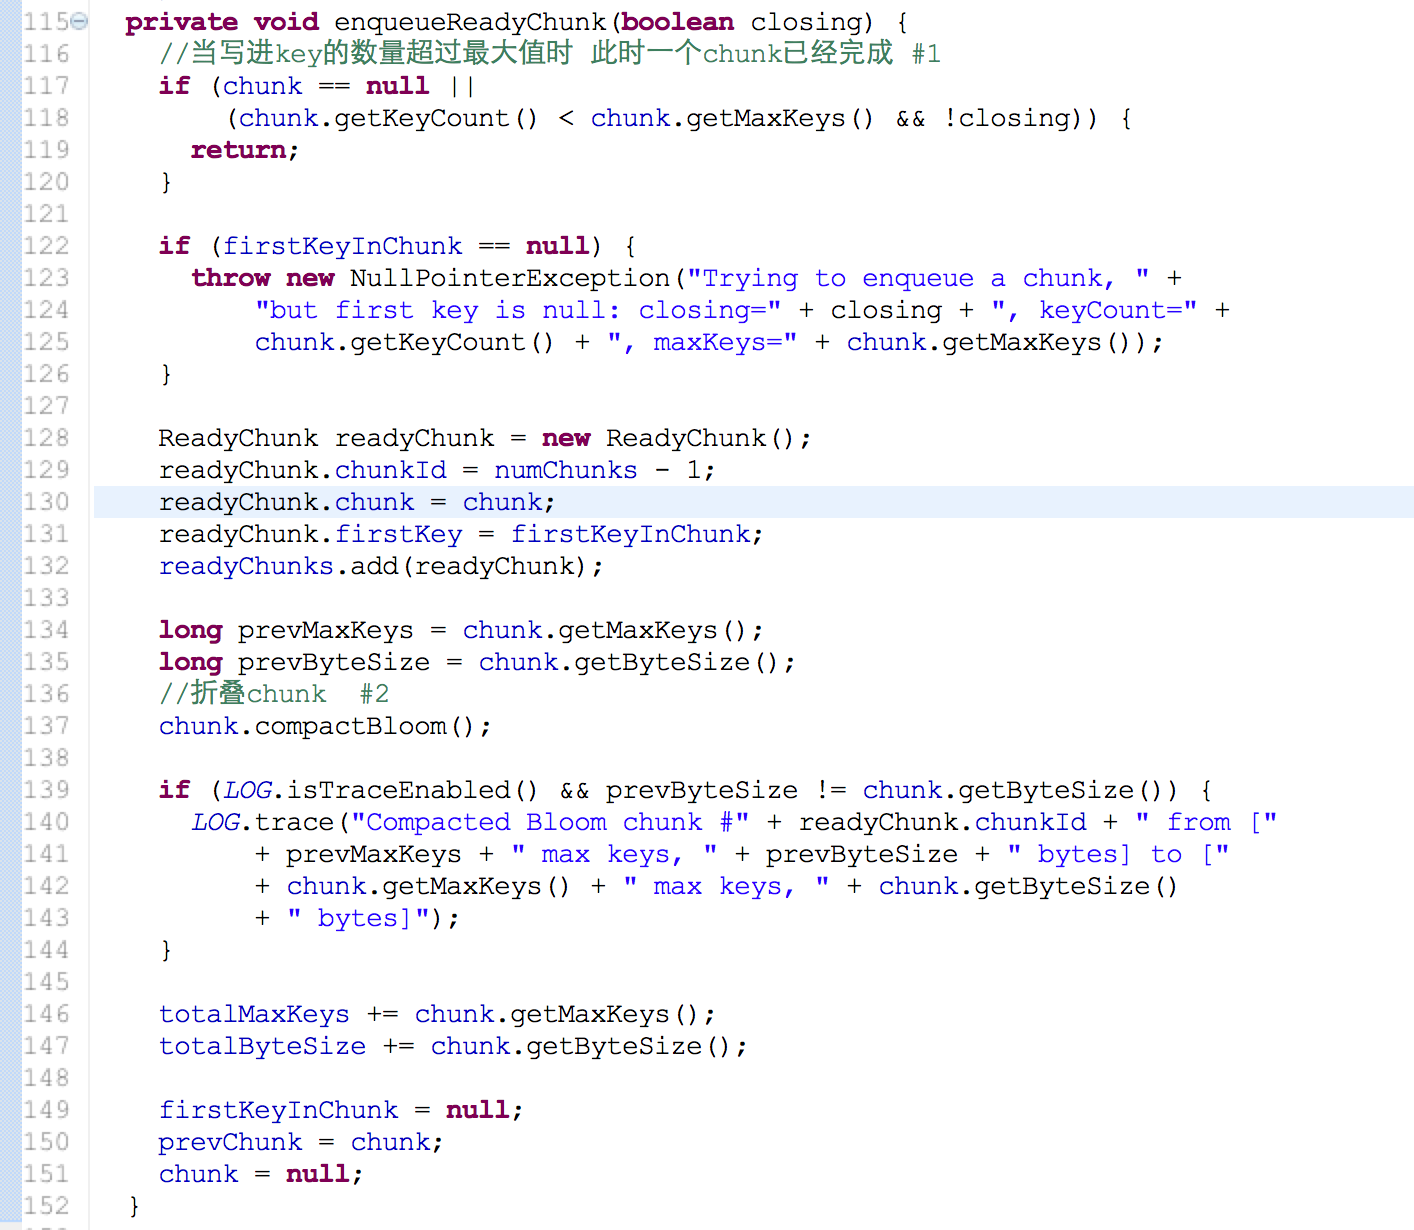 115 private void enqueueReadyChunk(boolean closing) {
116 //当写进key的数量超过最大值时 此时一个chunk已经完成 #1
117 if (chunk == null ||
118 (chunk.getKeyCount() < chunk.getMaxKeys() && !closing)) {
119 return;
120 }
121
122 if (firstKeyInChunk == null) {
123 throw new NullPointerException("Trying to enqueue a chunk, " +
124 "but first key is null: closing=" + closing + ", keyCount=" +
125 chunk.getKeyCount() + ", maxKeys=" + chunk.getMaxKeys());
126 }
127
128 ReadyChunk readyChunk = new ReadyChunk();
129 readyChunk.chunkId = numChunks - 1;
130 readyChunk.chunk = chunk;
131 readyChunk.firstKey = firstKeyInChunk;
132 readyChunks.add(readyChunk);
133
134 long prevMaxKeys = chunk.getMaxKeys();
135 long prevByteSize = chunk.getByteSize();
136 //折叠chunk #2
137 chunk.compactBloom();
138
139 if (LOG.isTraceEnabled() && prevByteSize != chunk.getByteSize()) {
140 LOG.trace("Compacted Bloom chunk #" + readyChunk.chunkId + " from ["
141 + prevMaxKeys + " max keys, " + prevByteSize + " bytes] to ["
142 + chunk.getMaxKeys() + " max keys, " + chunk.getByteSize()
143 + " bytes]");
144 }
145
146 totalMaxKeys += chunk.getMaxKeys();
147 totalByteSize += chunk.getByteSize();
148
149 firstKeyInChunk = null;
150 prevChunk = chunk;
151 chunk = null;
152 }